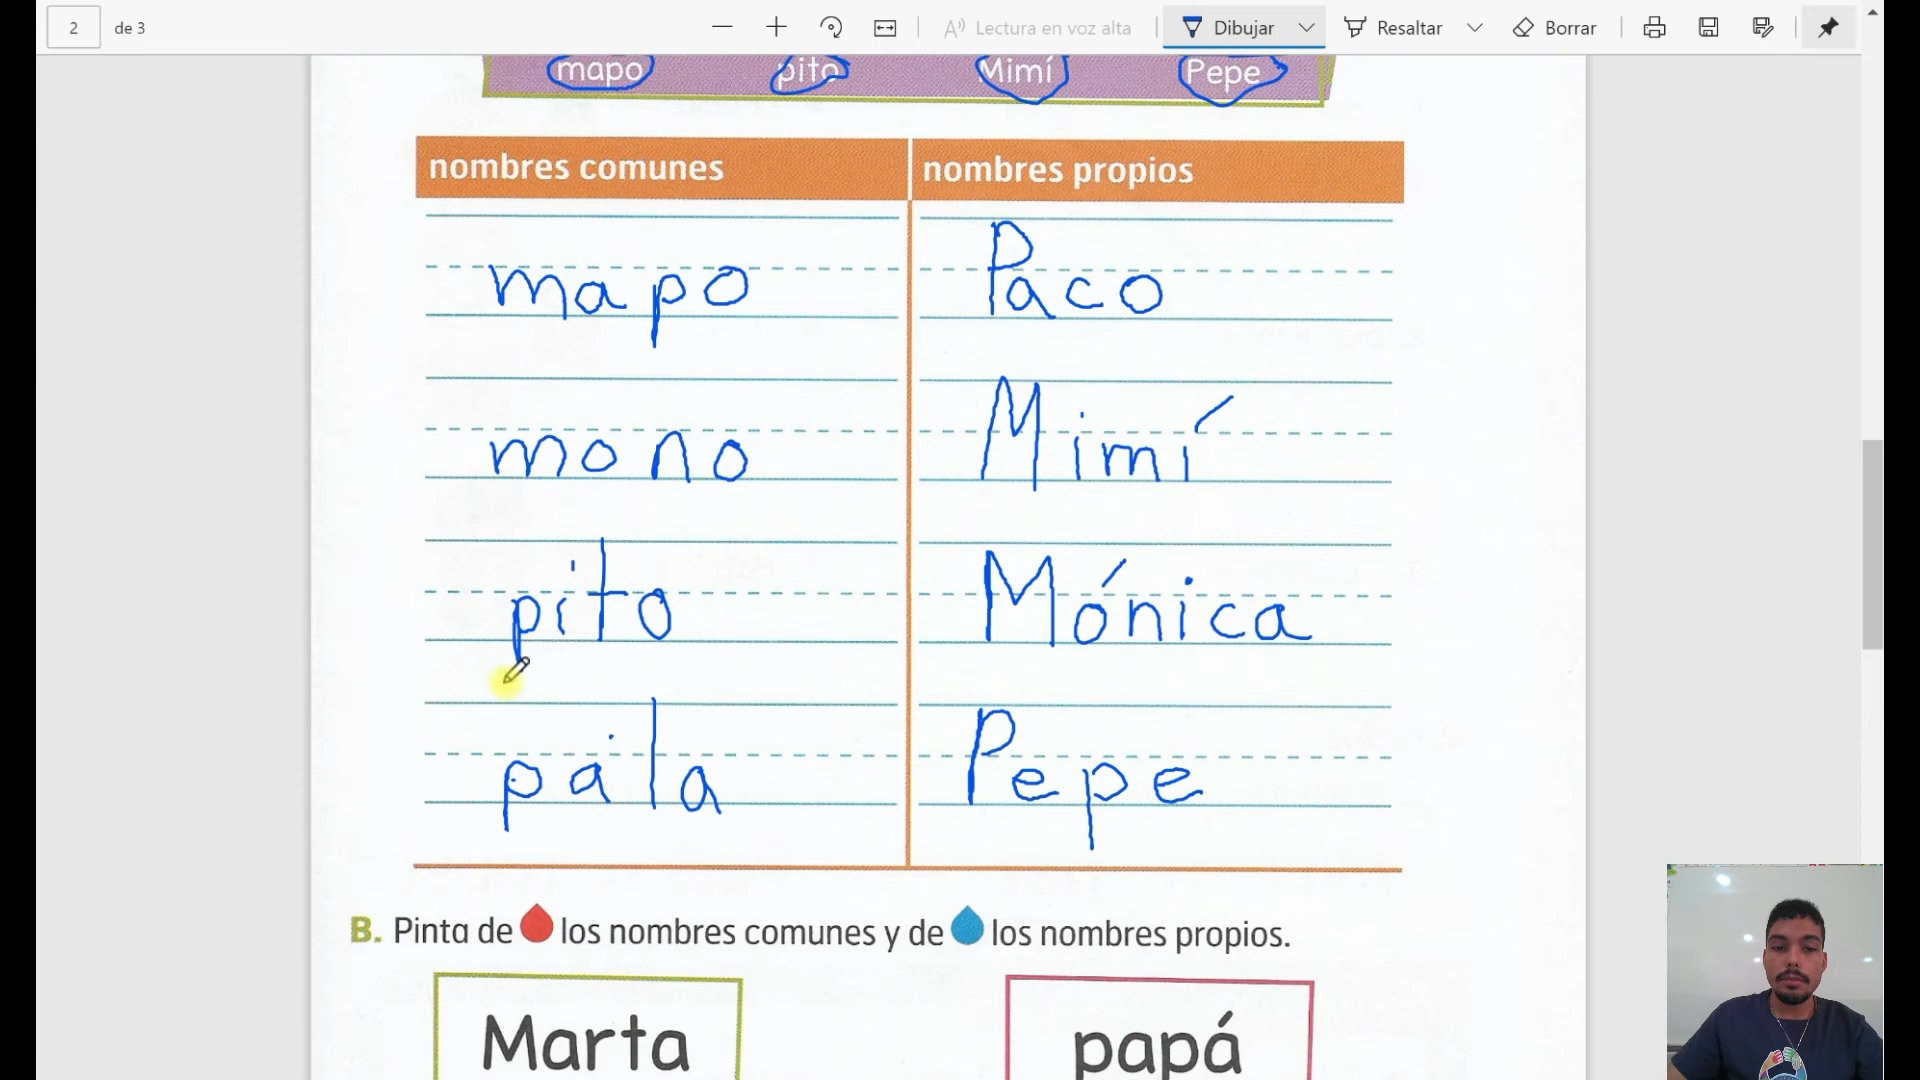 2 de 3 Lectura en voz alta Dibujar Resaltar Borrar
mapo pito Mimí Pepe
nombres comunes nombres propios
mapo Paco
mono Mimí
pito Mónica
pala Pepe
B. Pinta de los nombres comunes y de los nombres propios.
Marta papá